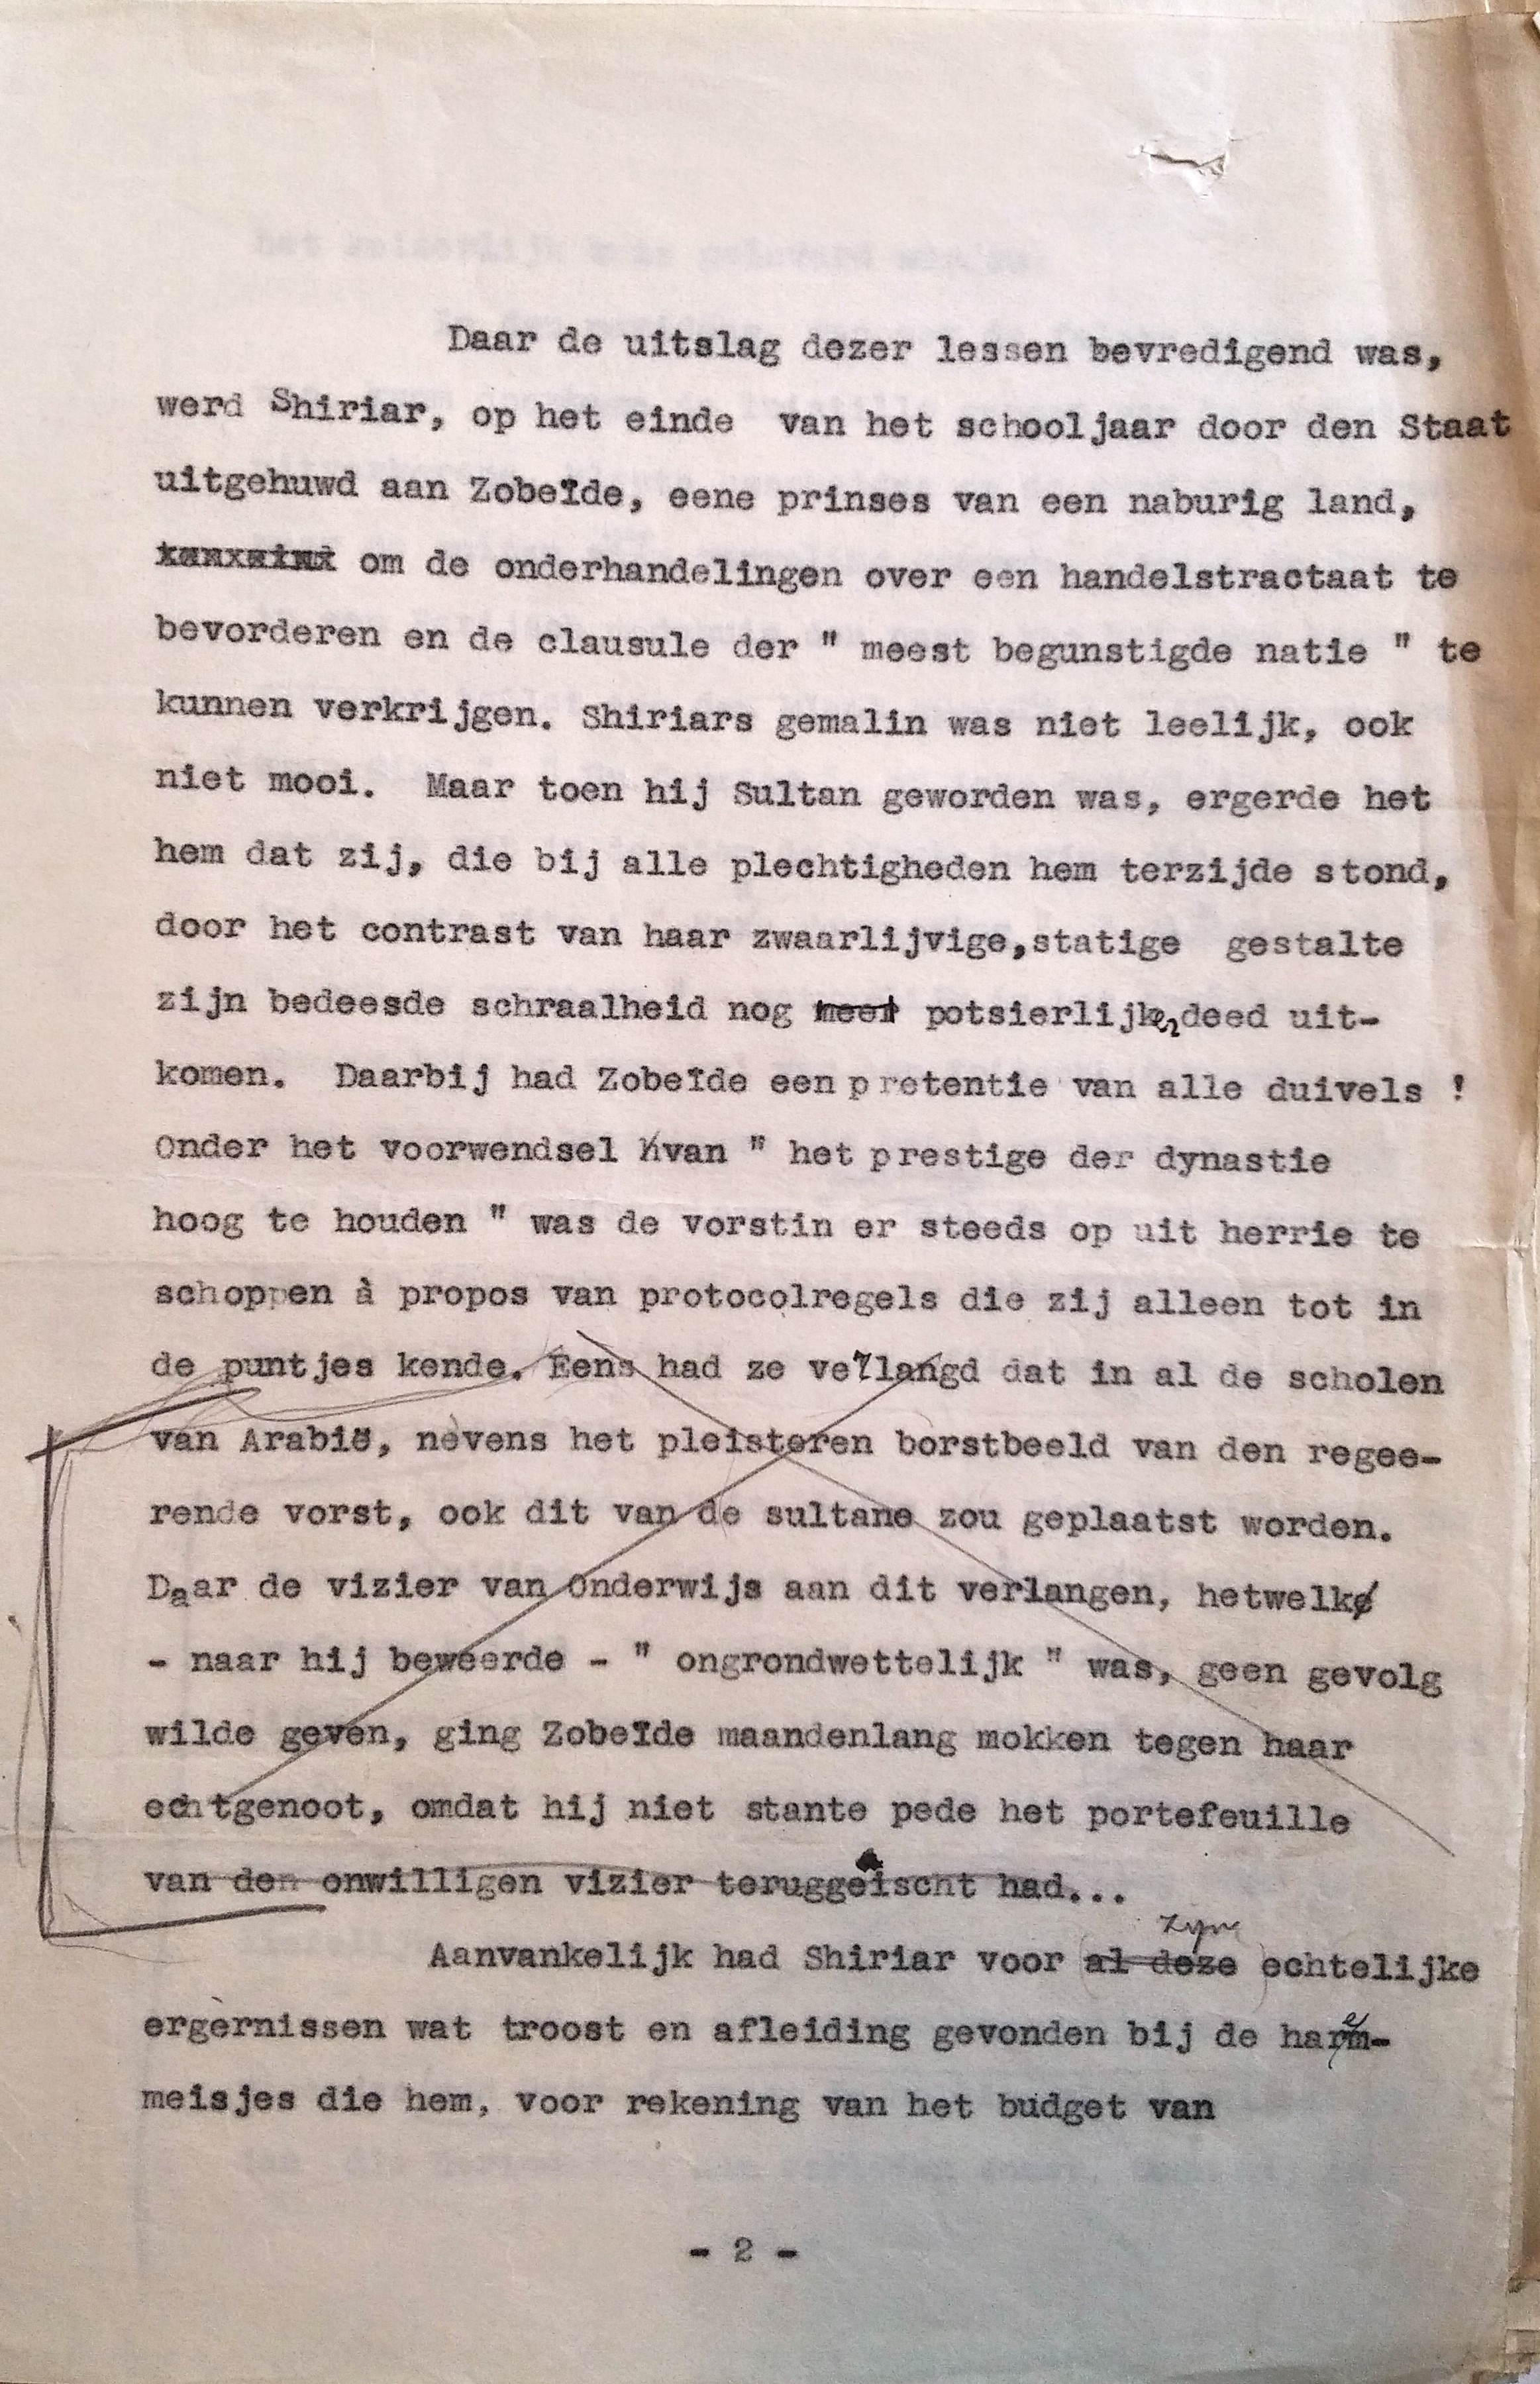 Daar de uitslag dezer lessen bevredigend was,
werd Shiriar, op het einde van het schooljaar door den Staat
uitgehuwd aan Zobeïde, eene prinses van een naburig land,
om de onderhandelingen over een handelstractaat te
bevorderen en de clausule der " meest begunstigde natie " te
kunnen verkrijgen. Shiriars gemalin was niet leelijk, ook
niet mooi. Maar toen hij Sultan geworden was, ergerde het
hem dat zij, die bij alle plechtigheden hem terzijde stond,
door het contrast van haar zwaarlijvige,statige gestalte
zijn bedeesde schraalheid nog meer potsierlijker deed uit-
komen. Daarbij had Zobeïde een pretentie van alle duivels !
Onder het voorwendsel van " het prestige der dynastie
hoog te houden " was de vorstin er steeds op uit herrie te
schoppen à propos van protocolregels die zij alleen tot in
de puntjes kende. Eens had ze verlangd dat in al de scholen
van Arabië, nevens het pleisteren borstbeeld van den regee-
rende vorst, ook dit van de sultane zou geplaatst worden.
Daar de vizier van Onderwijs aan dit verlangen, hetwelk
- naar hij beweerde - " ongrondwettelijk " was, geen gevolg
wilde geven, ging Zobeïde maandenlang mokken tegen haar
echtgenoot, omdat hij niet stante pede het portefeuille
van den onwilligen vizier teruggeischt had...
zijn
Aanvankelijk had Shiriar voor al deze echtelijke
ergernissen wat troost en afleiding gevonden bij de harem-
meisjes die hem, voor rekening van het budget van
- 2 -